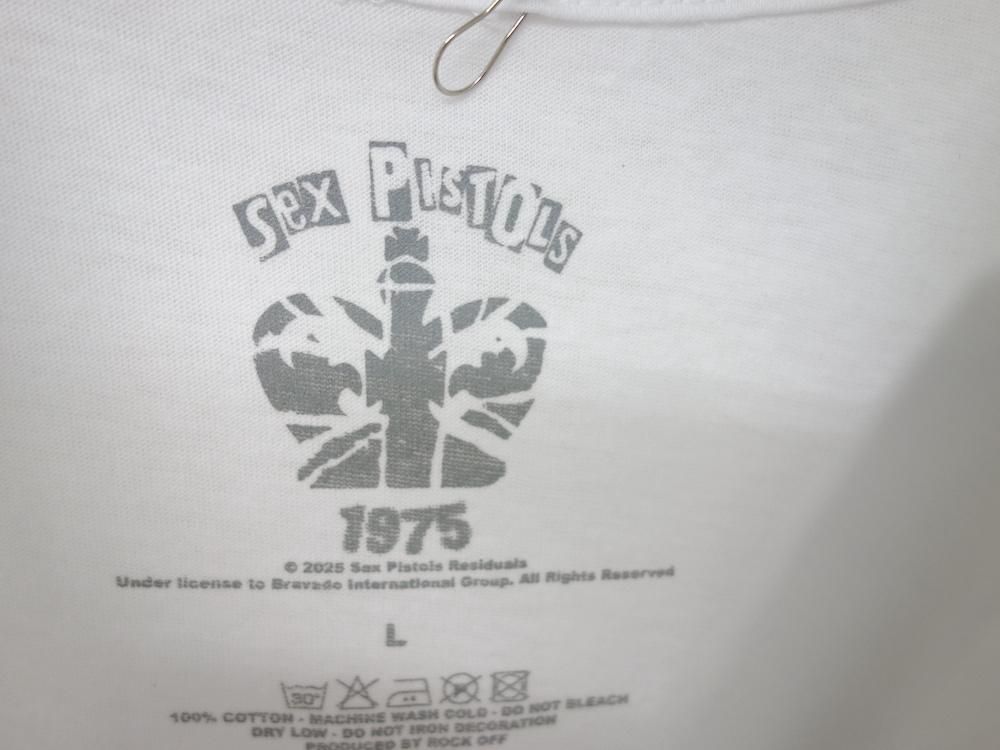 Sex PISTOLS
1975
© 2025 Sex Pistols Residuals
Under license to Bravado International Group. All Rights Reserved
L
30°
100% COTTON - MACHINE WASH COLD - DO NOT BLEACH
DRY LOW - DO NOT IRON DECORATION
PRODUCED BY ROCK OFF